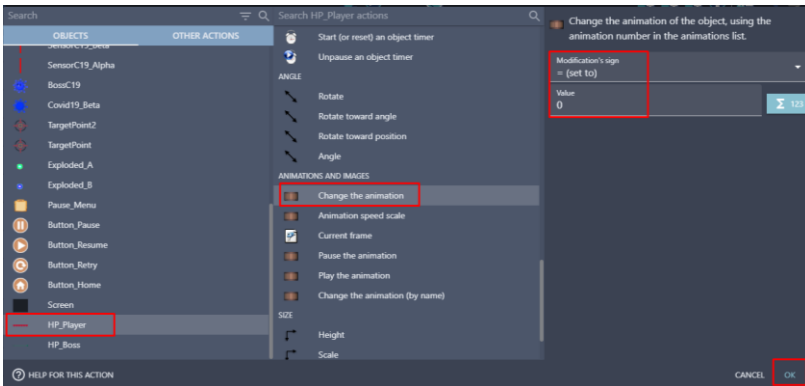 Search
OBJECTS
OTHER ACTIONS
SensorC19_Beta
SensorC19_Alpha
BossC19
Covid19_Beta
TargetPoint2
TargetPoint
Exploded_A
Exploded_B
Pause_Menu
Button_Pause
Button_Resume
Button_Retry
Button_Home
Screen
HP_Player
HP_Boss
Search HP_Player actions
Start (or reset) an object timer
Unpause an object timer
ANGLE
Rotate
Rotate toward angle
Rotate toward position
Angle
ANIMATIONS AND IMAGES
Change the animation
Animation speed scale
Current frame
Pause the animation
Play the animation
Change the animation (by name)
SIZE
Height
Scale
Change the animation of the object, using the
animation number in the animations list.
Modification's sign
= (set to)
Value
0
Σ 123
HELP FOR THIS ACTION
CANCEL
OK